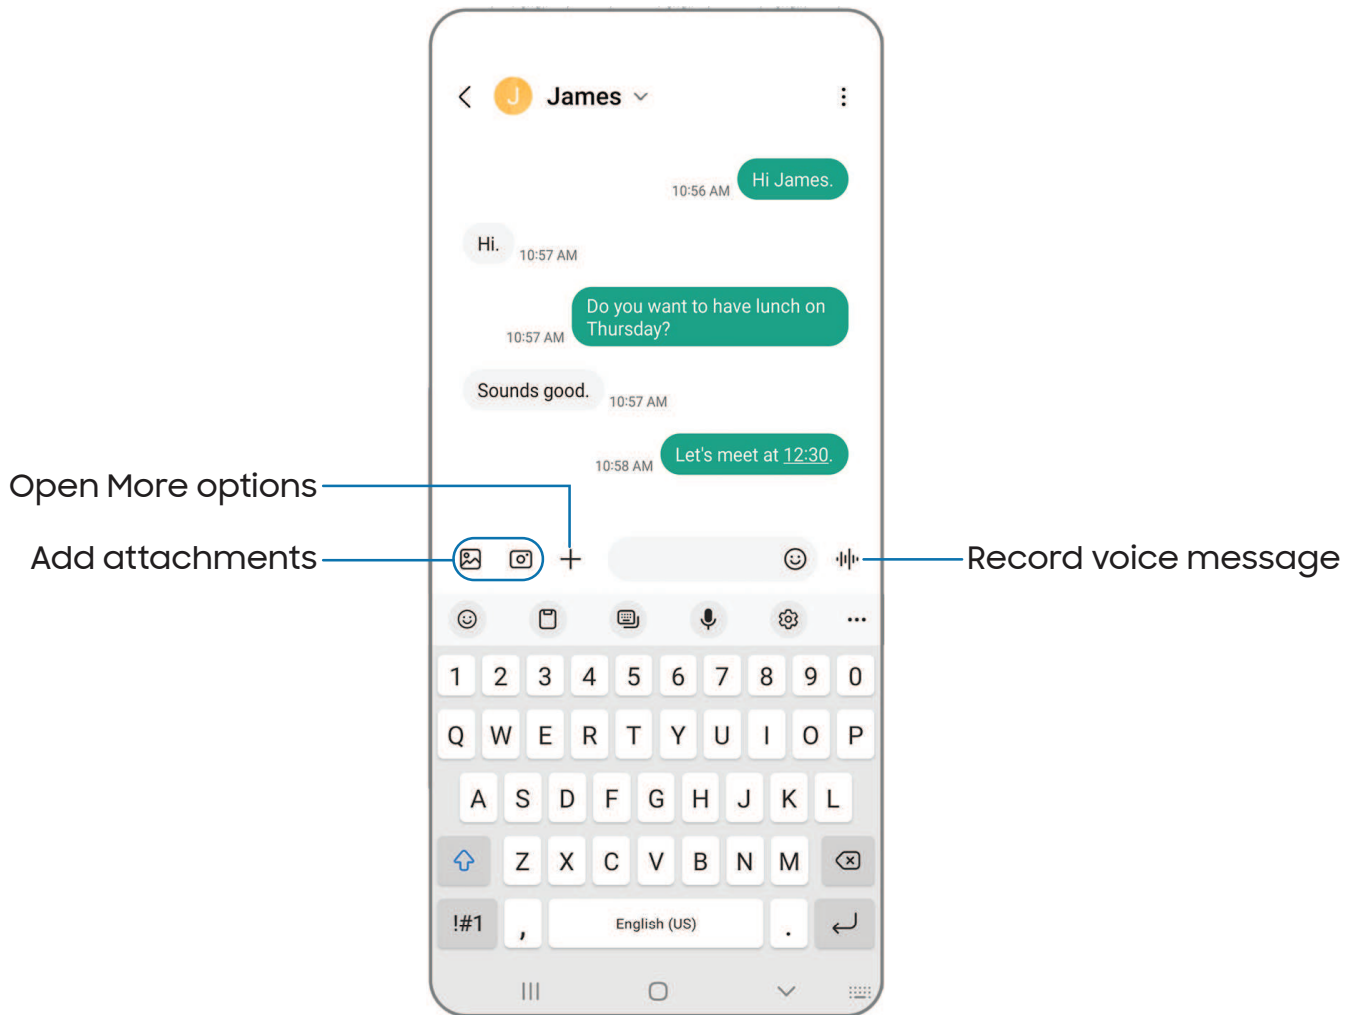 J James
Hi James.
10:56 AM
Hi.
10:57 AM
Do you want to have lunch on
Thursday?
10:57 AM
Sounds good.
10:57 AM
Let's meet at 12:30.
10:58 AM
Open More options
Add attachments
Record voice message
1 2 3 4 5 6 7 8 9 0
Q W E R T Y U I O P
A S D F G H J K L
Z X C V B N M
!#1 , English (US) .